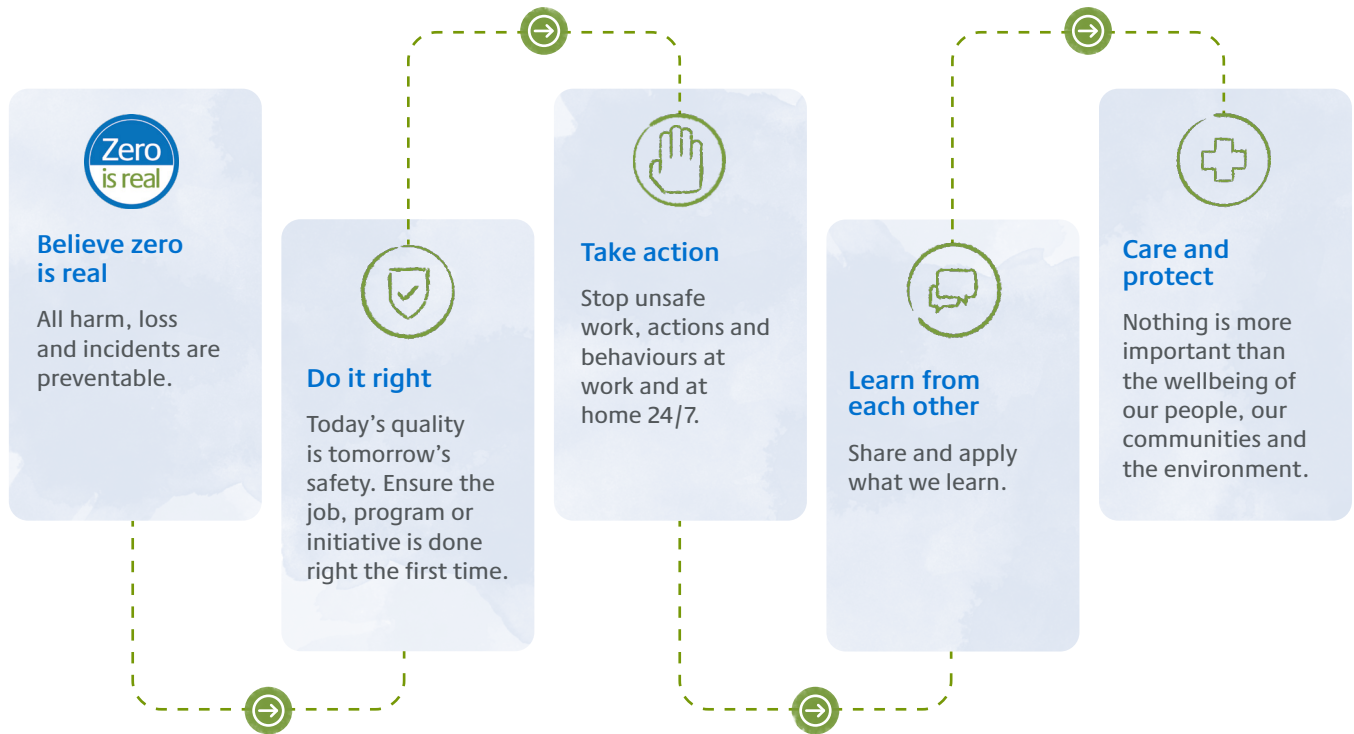 Zero
is real
Believe zero
is real
All harm, loss
and incidents are
preventable.
Do it right
Today’s quality
is tomorrow’s
safety. Ensure the
job, program or
initiative is done
right the first time.
Take action
Stop unsafe
work, actions and
behaviours at
work and at
home 24/7.
Learn from
each other
Share and apply
what we learn.
Care and
protect
Nothing is more
important than
the wellbeing of
our people, our
communities and
the environment.